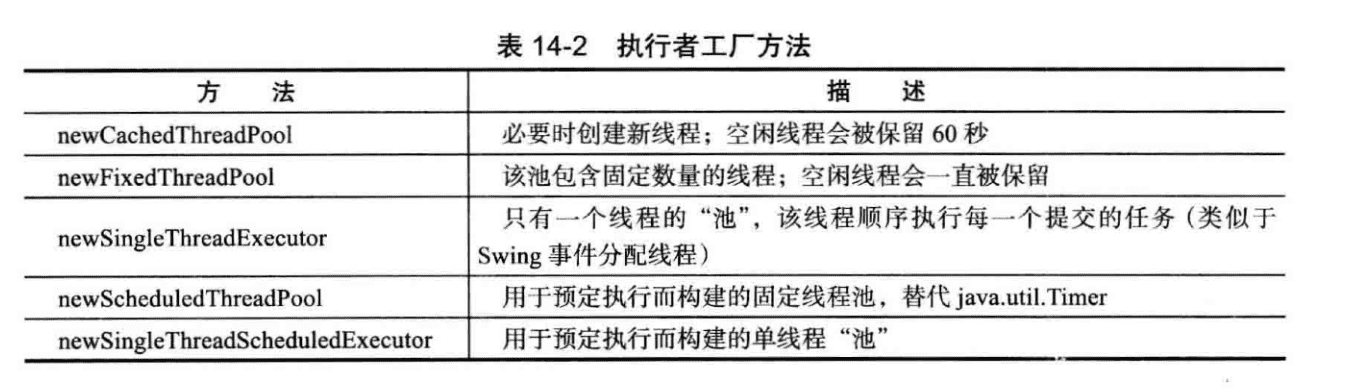 表 14-2 执行者工厂方法
方 法 描 述
newCachedThreadPool 必要时创建新线程；空闲线程会被保留 60 秒
newFixedThreadPool 该池包含固定数量的线程；空闲线程会一直被保留
newSingleThreadExecutor 只有一个线程的“池”，该线程顺序执行每一个提交的任务（类似于
Swing 事件分配线程）
newScheduledThreadPool 用于预定执行而构建的固定线程池，替代 java.util.Timer
newSingleThreadScheduledExecutor 用于预定执行而构建的单线程“池”